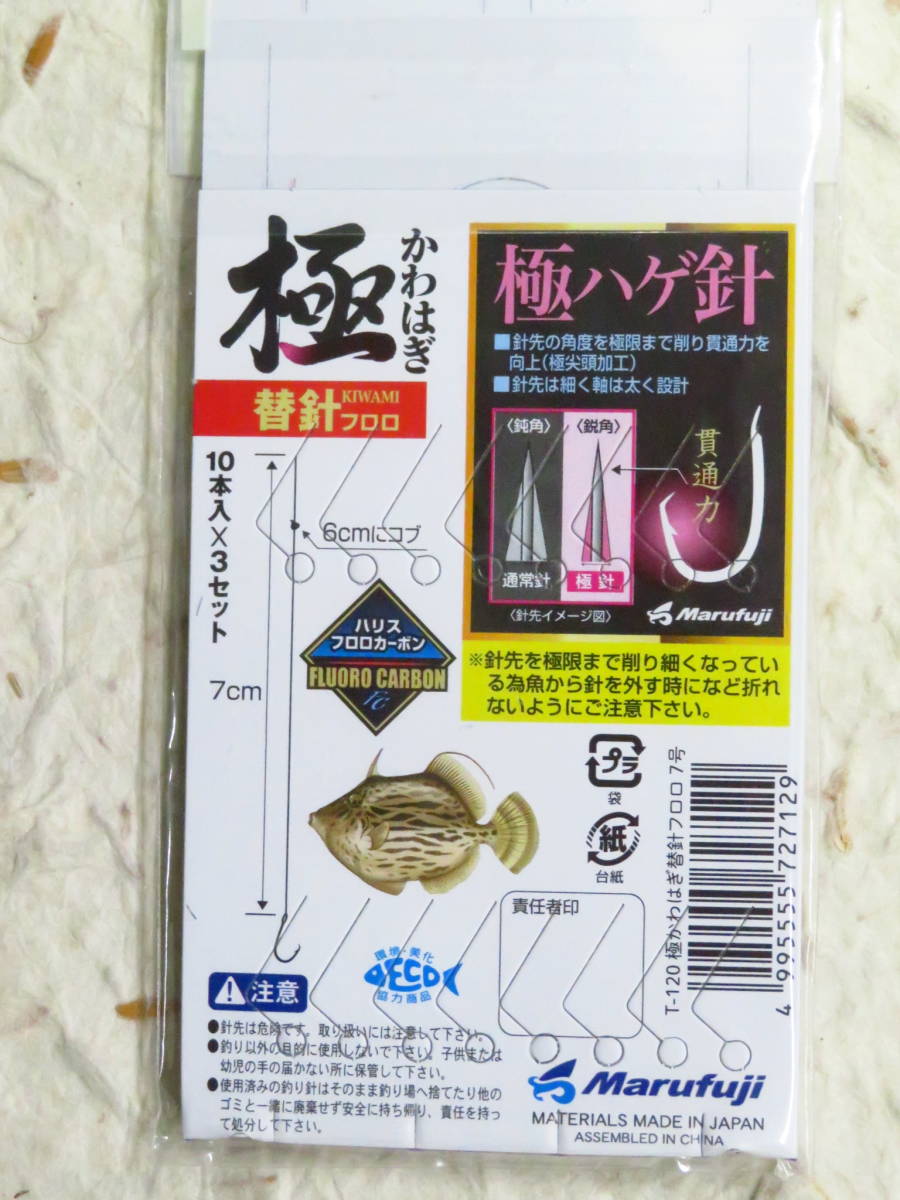 極
かわはぎ
替針
KIWAMI
フロロ
10本入×3セット
6cmにコブ
7cm
ハリス
フロロカーボン
FLUORO CARBON
FC
極ハゲ針
■針先の角度を極限まで削り貫通力を
向上(極尖頭加工)
■針先は細く軸は太く設計
〈鈍角〉
〈鋭角〉
通常針
極針
〈針先イメージ図〉
貫通力
Marufuji
※針先を極限まで削り細くなってい
る為魚から針を外す時になど折れ
ないようにご注意下さい。
プラ
袋
紙
台紙
T-120 極かわはぎ替針フロロ 7号
4 995555 727129
責任者印
環境・美化
DECO
協力商品
注意
●針先は危険です。取り扱いには注意して下さい。
●釣り以外の目的に使用しないで下さい。子供または
幼児の手の届かない所に保管して下さい。
●使用済みの釣り針はそのまま釣り場へ捨てたり他の
ゴミと一緒に廃棄せず安全に持ち帰り、責任を持っ
て処分して下さい。
Marufuji
MATERIALS MADE IN JAPAN
ASSEMBLED IN CHINA